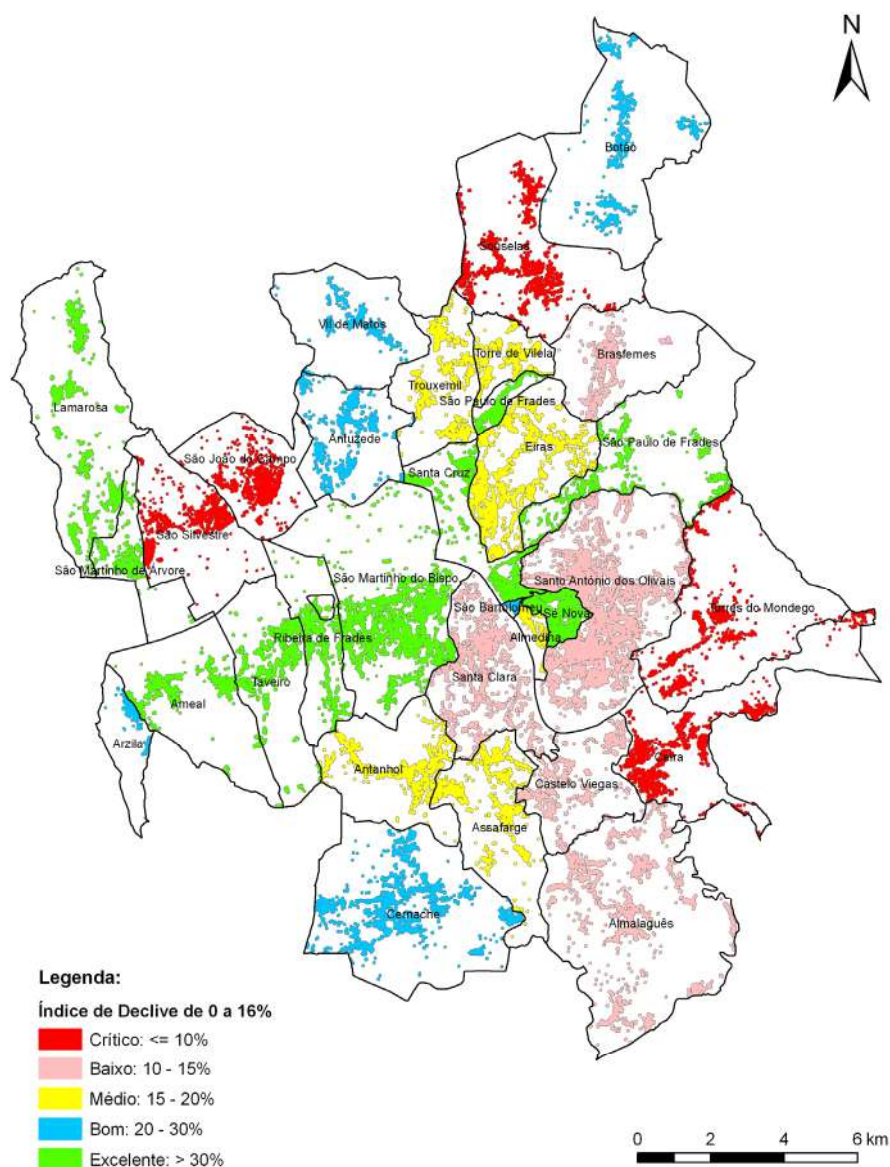 N
Botão
Souselas
Vil de Matos
Brasfemes
Torre de Vilela
Trouxemil
São Paulo de Frades
Lamarosa
Antuzede
São João do Campo
São Paulo de Frades
Eiras
Santa Cruz
São Silvestre
São Martinho de Árvore
São Martinho do Bispo
Santo António dos Olivais
São Bartolomeu
Sé Nova
Torres do Mondego
Almedina
Ribeira de Frades
Santa Clara
Taveiro
Ameal
Arzila
Ceira
Antanhol
Castelo Viegas
Assafarge
Cernache
Almalaguês
Legenda:
Índice de Declive de 0 a 16%
Crítico: <= 10%
Baixo: 10 - 15%
Médio: 15 - 20%
Bom: 20 - 30%
Excelente: > 30%
0 2 4 6 km